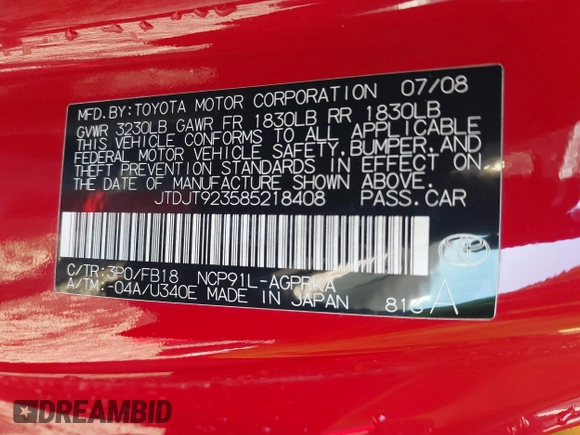 MFD. BY:TOYOTA MOTOR CORPORATION 07/08
GVWR 3230LB GAWR FR 1830LB RR 1830LB
THIS VEHICLE CONFORMS TO ALL APPLICABLE
FEDERAL MOTOR VEHICLE SAFETY,BUMPER,AND
THEFT PREVENTION STANDARDS IN EFFECT ON
THE DATE OF MANUFACTURE SHOWN ABOVE.
JTDJT923585218408 PASS.CAR
C/TR:3P0/FB18 NCP91L-AGPRKA
A/TM:-04A/U340E MADE IN JAPAN
A
DREAMBID